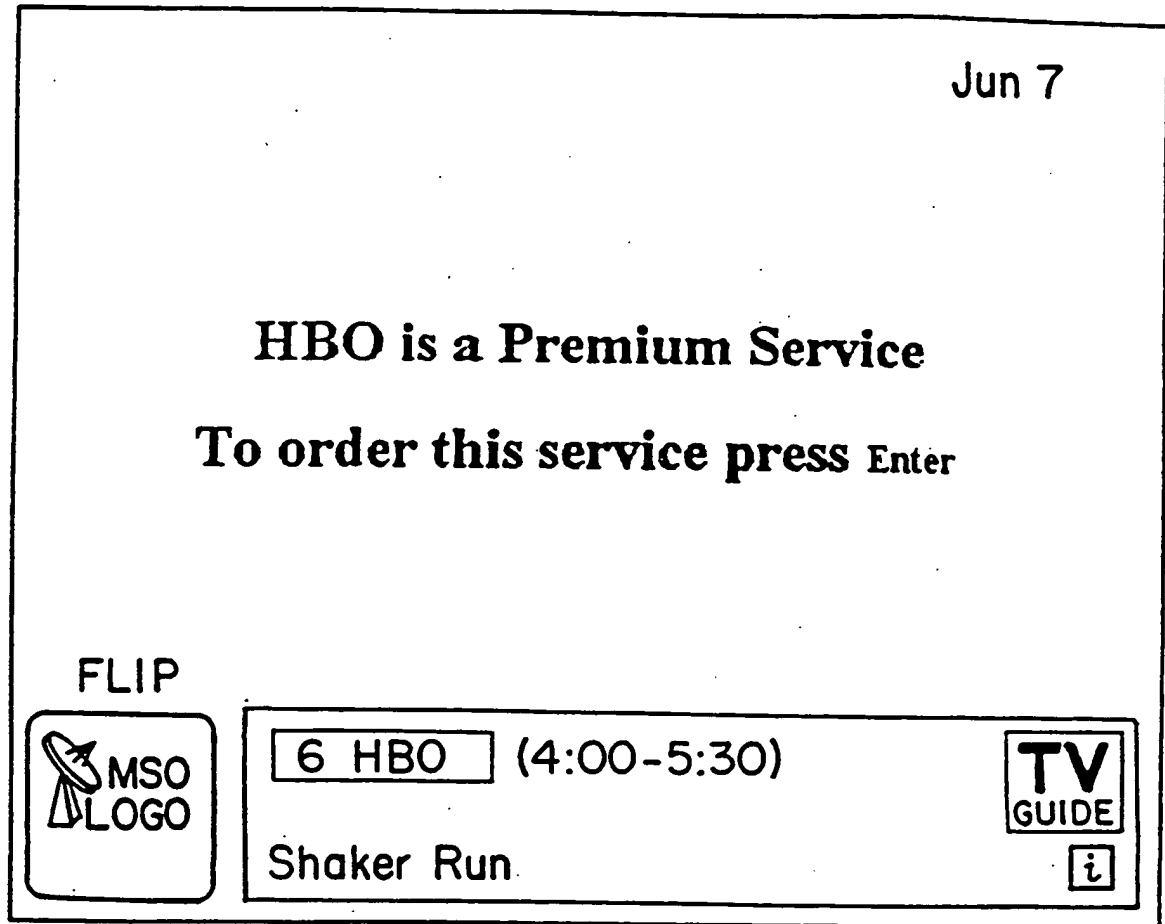 Jun 7
HBO is a Premium Service
To order this service press Enter
FLIP
MSO
LOGO
6 HBO (4:00-5:30)
TV
GUIDE
Shaker Run
i